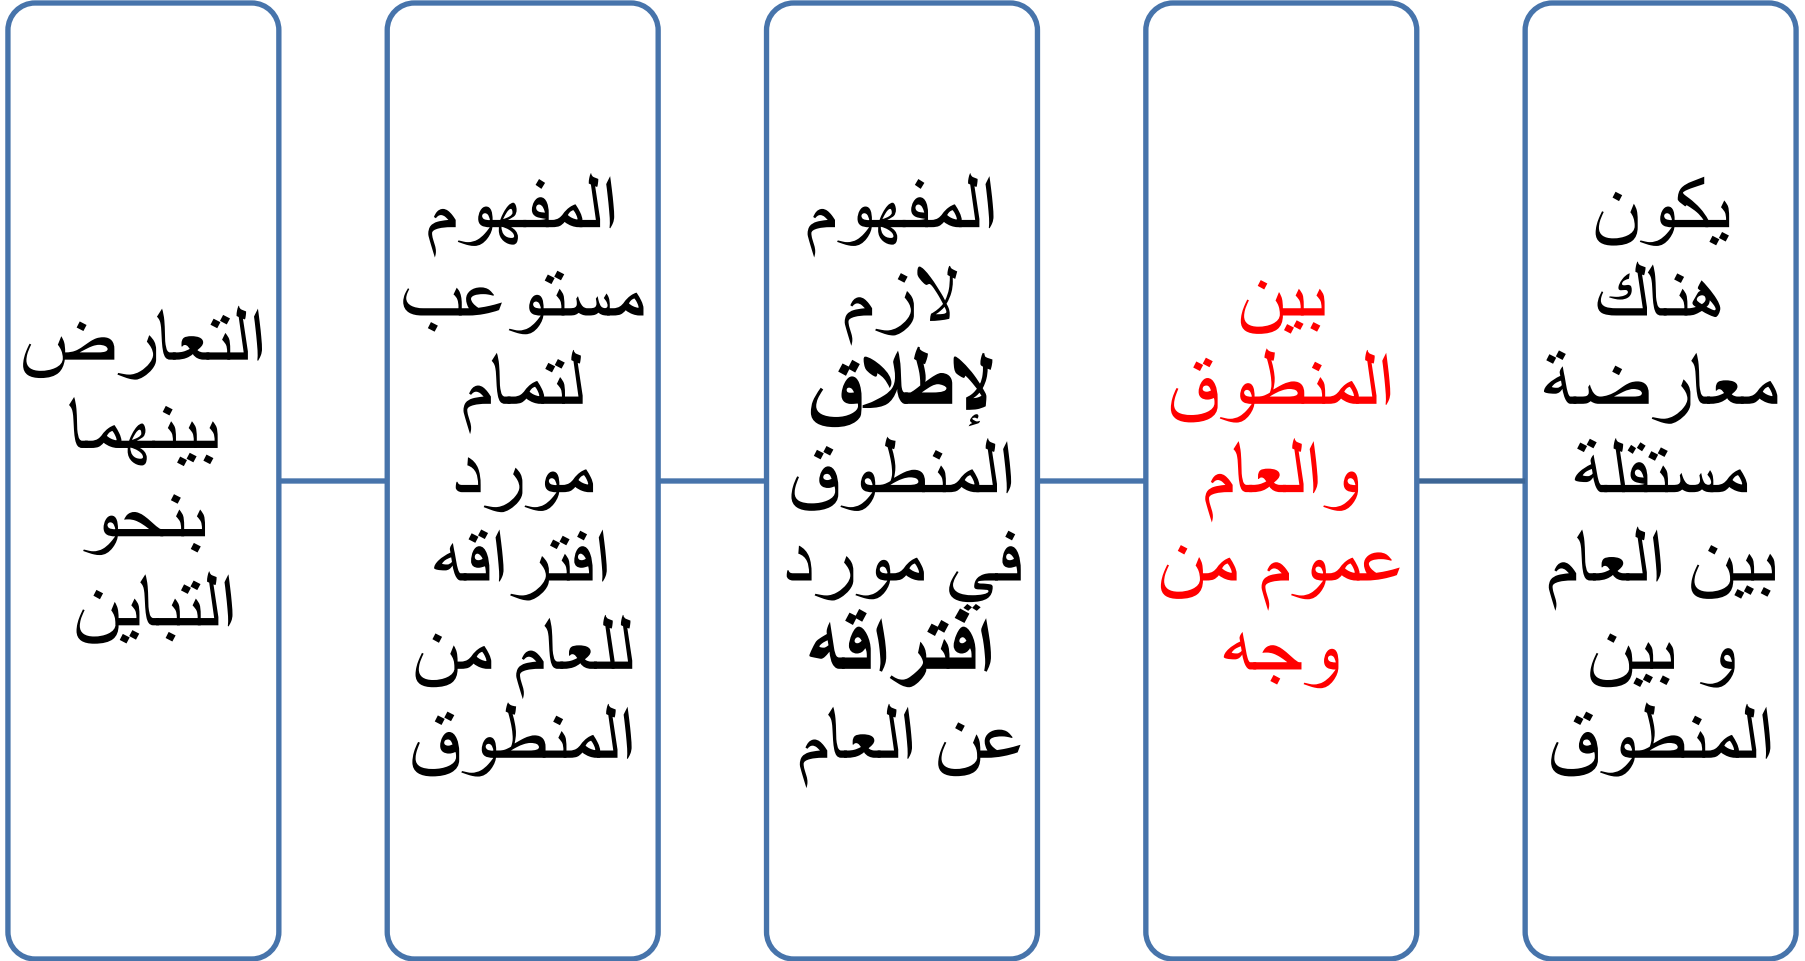 يكون
هناك
معارضة
مستقلة
بين العام
و بين
المنطوق
بين
المنطوق
والعام
عموم من
وجه
المفهوم
لازم
لإطلاق
المنطوق
في مورد
افتراقه
عن العام
المفهوم
مستوعب
لتمام
مورد
افتراقه
للعام من
المنطوق
التعارض
بينهما
بنحو
التباين